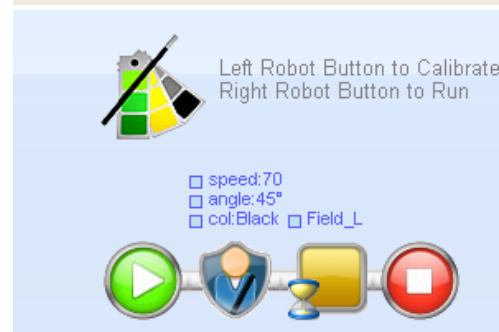 Left Robot Button to Calibrate
Right Robot Button to Run
speed:70
angle:45°
col:Black Field_L